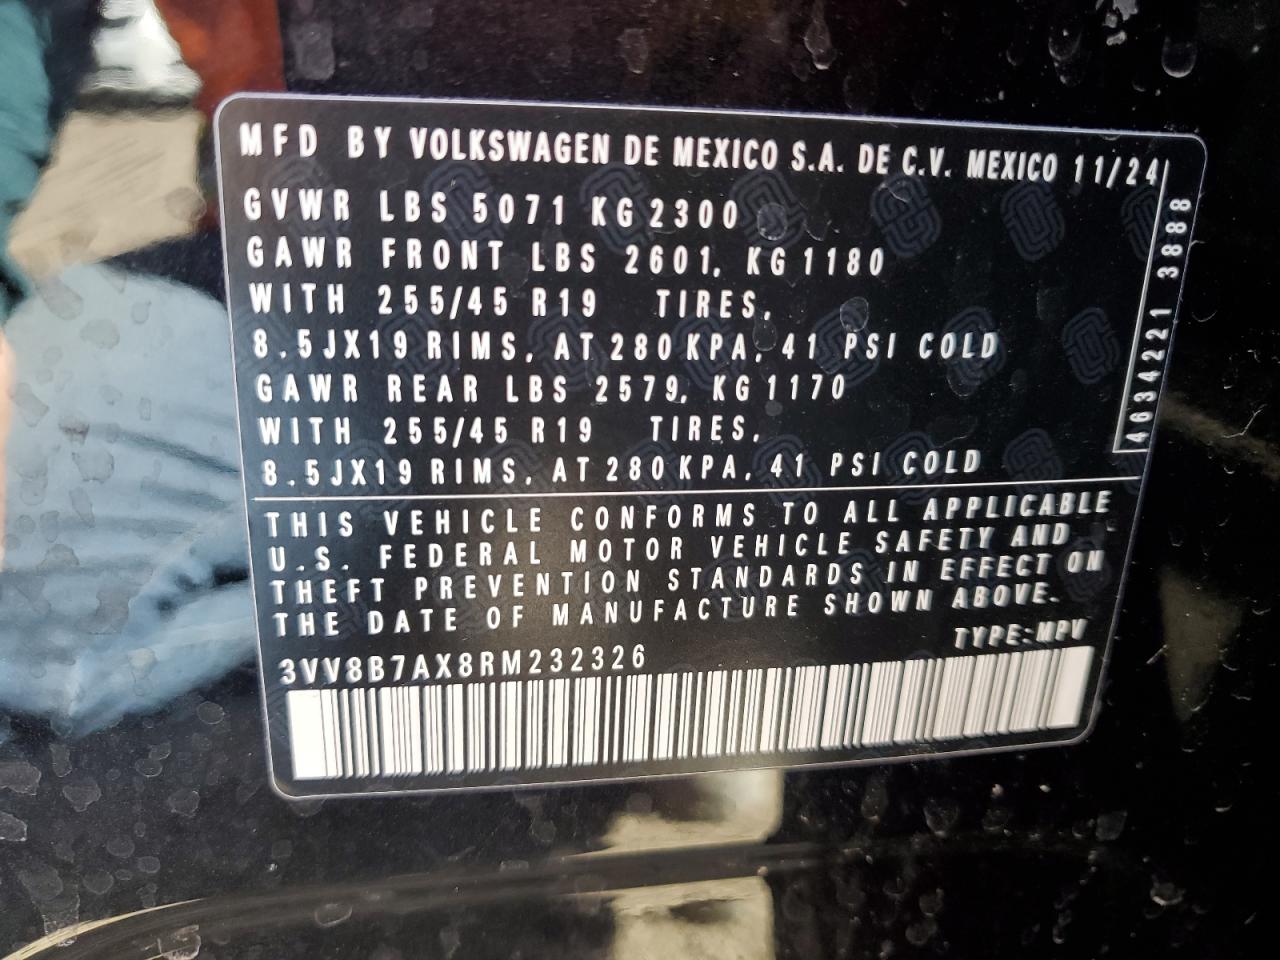 MFD BY VOLKSWAGEN DE MEXICO S.A. DE C.V. MEXICO 11/24
GVWR LBS 5071 KG 2300
GAWR FRONT LBS 2601, KG 1180
WITH 255/45 R19 TIRES,
8.5JX19 RIMS, AT 280 KPA, 41 PSI COLD
GAWR REAR LBS 2579, KG 1170
WITH 255/45 R19 TIRES,
8.5JX19 RIMS, AT 280 KPA, 41 PSI COLD
4634221 3888
THIS VEHICLE CONFORMS TO ALL APPLICABLE
U.S. FEDERAL MOTOR VEHICLE SAFETY AND
THEFT PREVENTION STANDARDS IN EFFECT ON
THE DATE OF MANUFACTURE SHOWN ABOVE.
TYPE:MPV
3VV8B7AX8RM232326